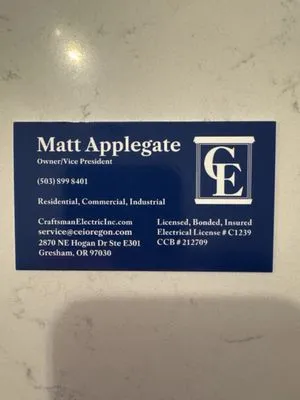 Matt Applegate
Owner/Vice President
(503) 899 8401
Residential, Commercial, Industrial
CraftsmanElectricInc.com
service@ceioregon.com
2870 NE Hogan Dr Ste E301
Gresham, OR 97030
CE
Licensed, Bonded, Insured
Electrical License # C1239
CCB # 212709